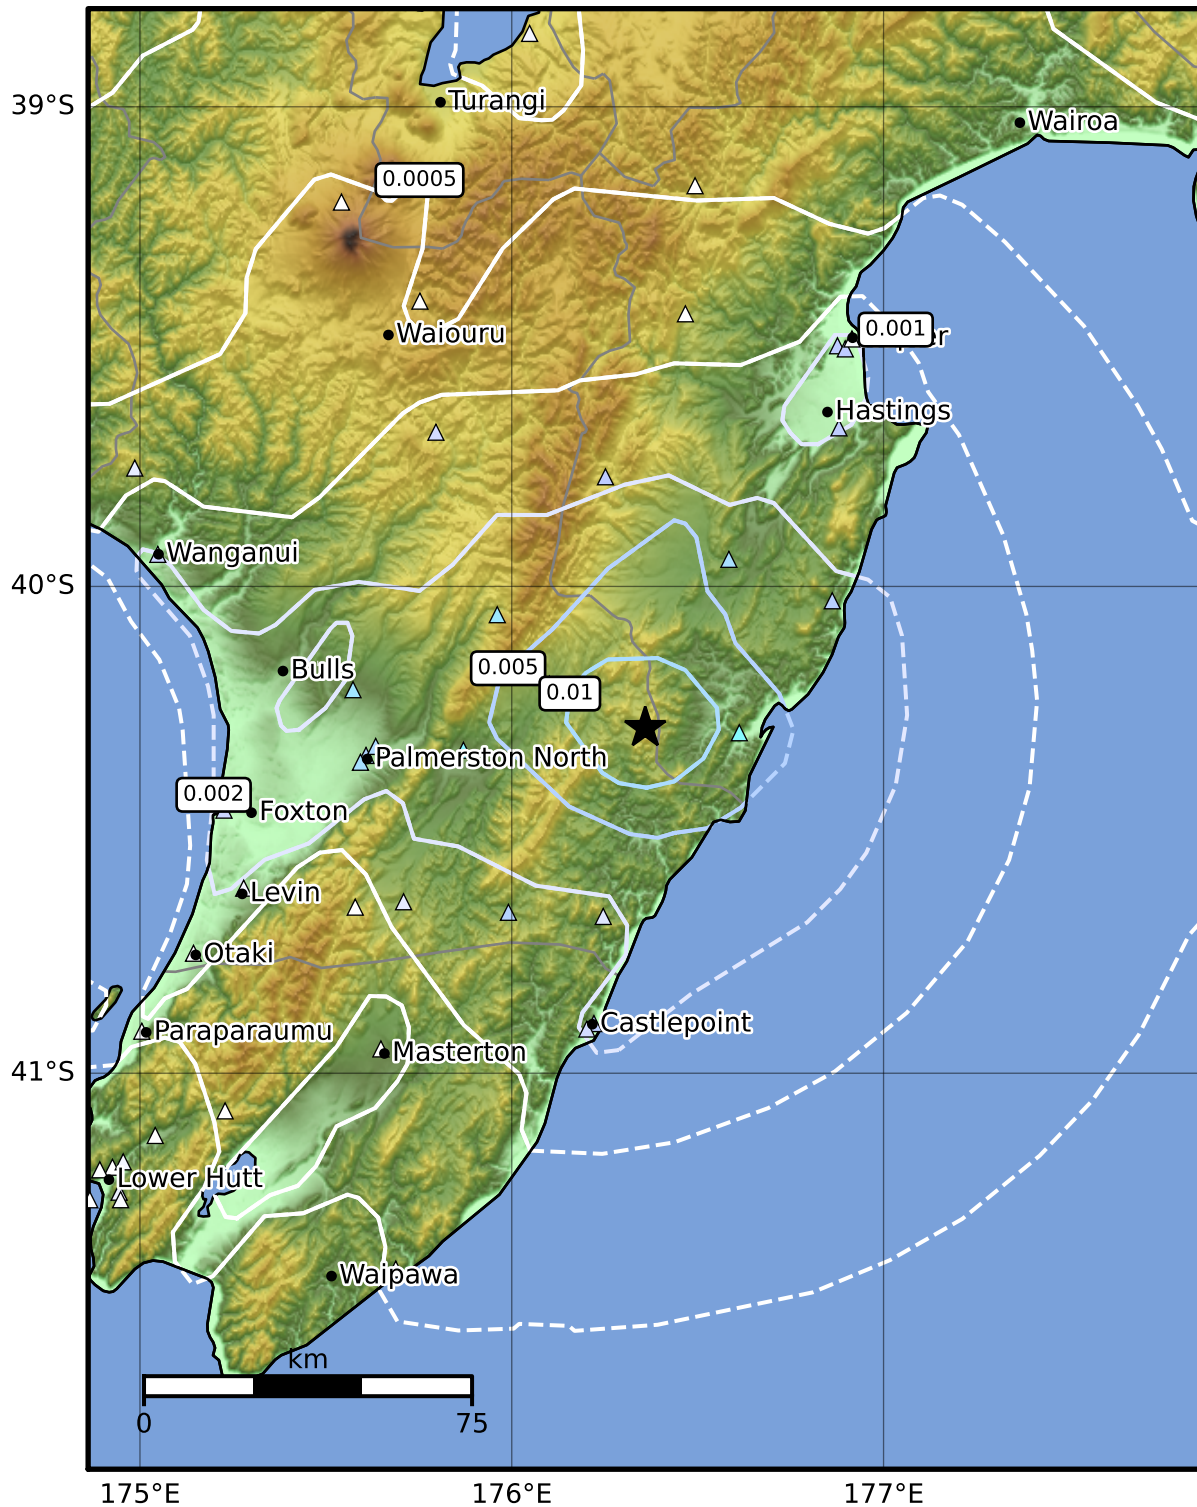 39°S
Turangi
Wairoa
0.0005
Waiouru
0.001
Hastings
Wanganui
40°S
Bulls
0.005
0.01
Palmerston North
0.002
Foxton
Levin
Otaki
Castlepoint
Paraparaumu
Masterton
41°S
Lower Hutt
Waipawa
km
0
75
175°E
176°E
177°E